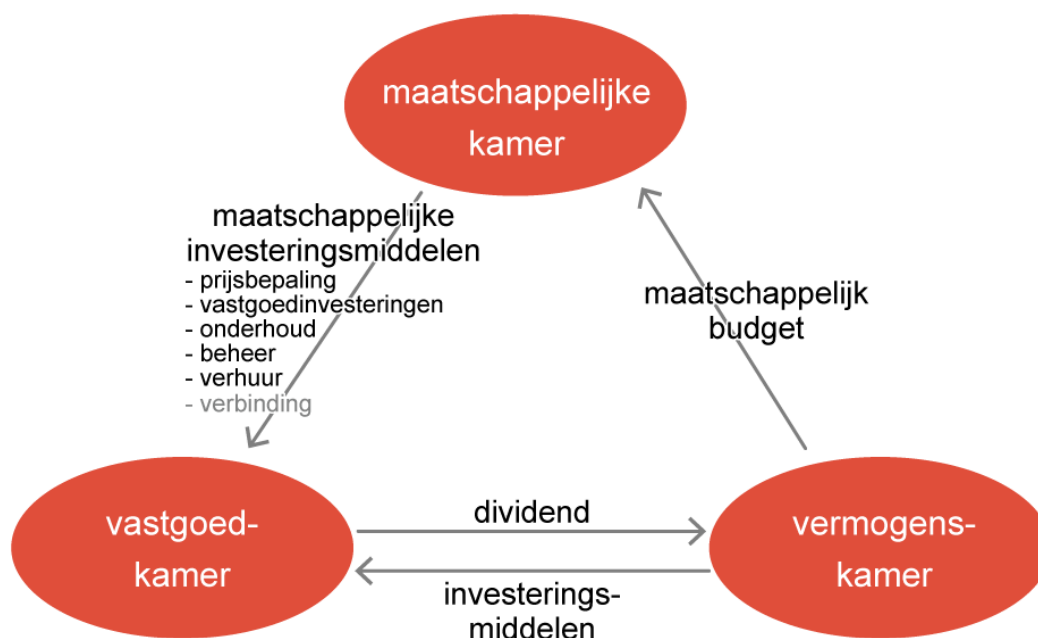 maatschappelijke
kamer
maatschappelijke
investeringsmiddelen
- prijsbepaling
- vastgoedinvesteringen
- onderhoud
- beheer
- verhuur
- verbinding
maatschappelijk
budget
vastgoed-
kamer
dividend
investerings-
middelen
vermogens-
kamer